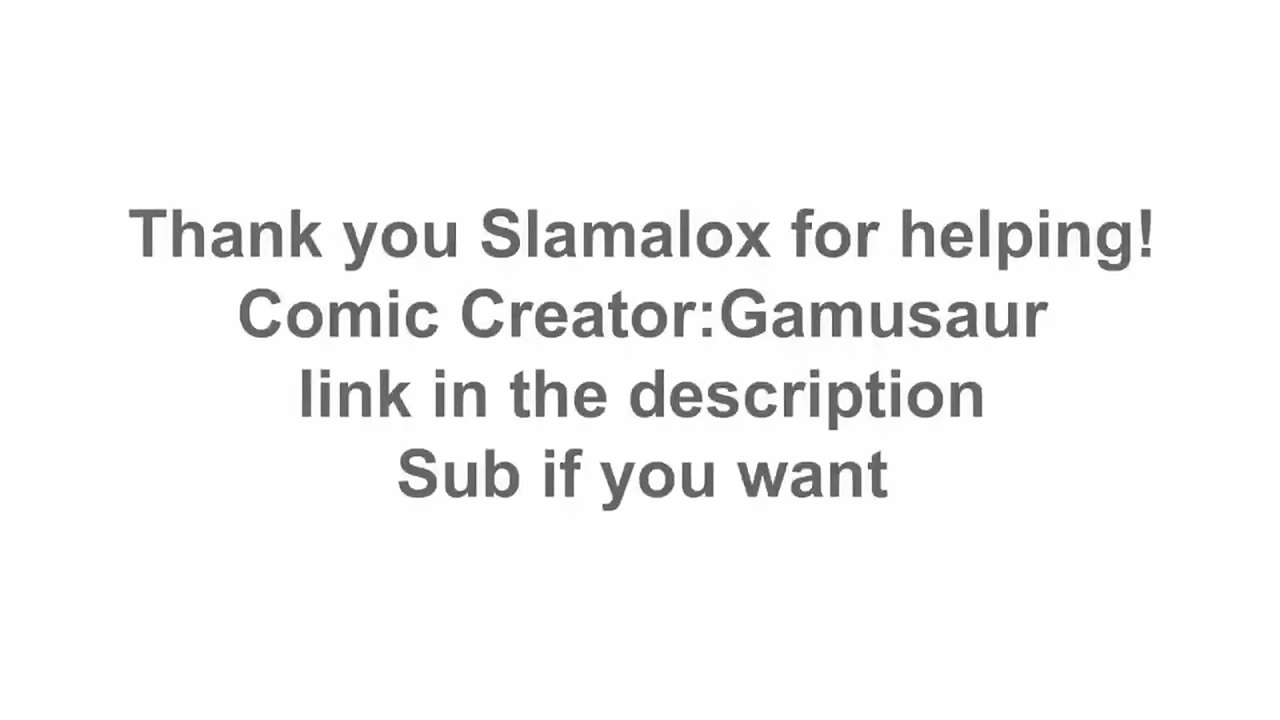 Thank you Slamalox for helping!
Comic Creator:Gamusaur
link in the description
Sub if you want